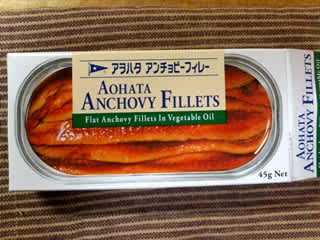 アヲハタ アンチョビーフィレー
AOHATA
ANCHOVY FILLETS
Flat Anchovy Fillets In Vegetable Oil
45g Net
AOHATA
ANCHOVY FILLETS